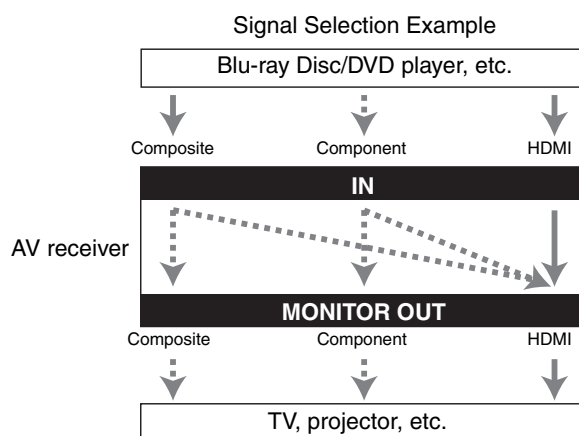 Signal Selection Example
Blu-ray Disc/DVD player, etc.
Composite Component HDMI
IN
AV receiver
MONITOR OUT
Composite Component HDMI
TV, projector, etc.